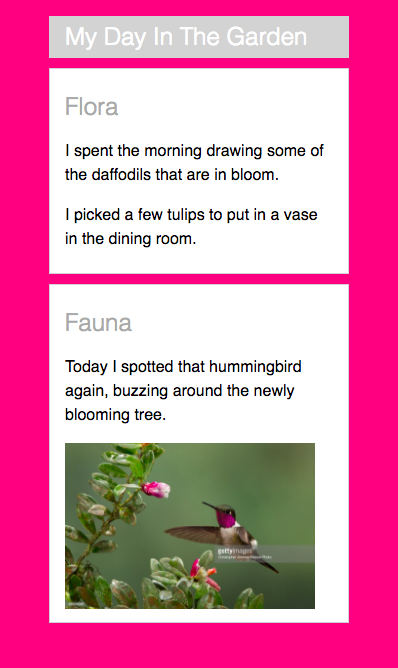 My Day In The Garden
Flora
I spent the morning drawing some of
the daffodils that are in bloom.
I picked a few tulips to put in a vase
in the dining room.
Fauna
Today I spotted that hummingbird
again, buzzing around the newly
blooming tree.
gettyimages